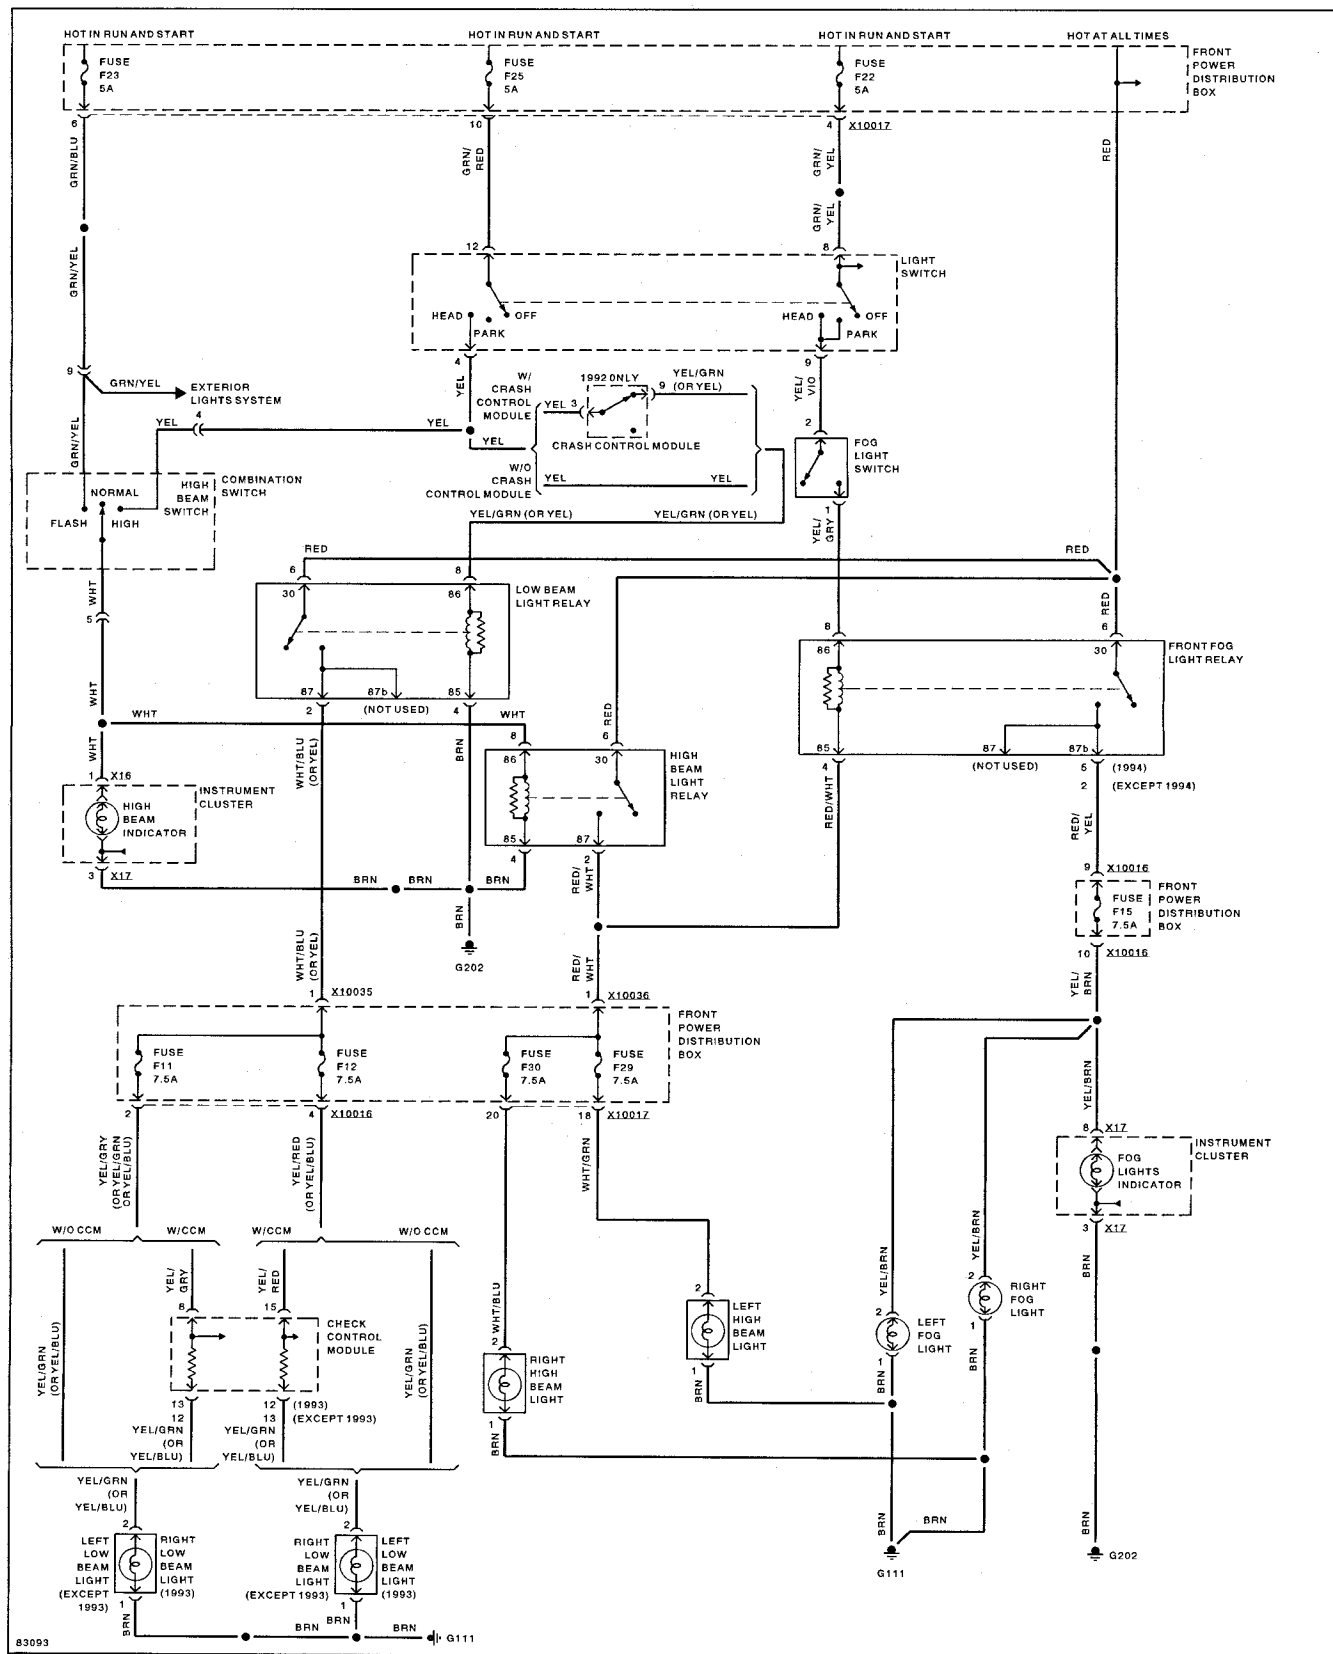 HOT IN RUN AND START
HOT IN RUN AND START
HOT IN RUN AND START
HOT AT ALL TIMES
FUSE
F23
5A
FUSE
F25
5A
FUSE
F22
5A
FRONT
POWER
DISTRIBUTION
BOX
6
10
4
X10017
GRN/BLU
GRN/
RED
GRN/
YEL
RED
GRN/
YEL
GRN/YEL
12
8
LIGHT
SWITCH
HEAD
OFF
PARK
HEAD
OFF
PARK
4
9
9
GRN/YEL
EXTERIOR
LIGHTS SYSTEM
YEL
W/
CRASH
CONTROL
MODULE
1992 ONLY
YEL/GRN
(OR YEL)
9
YEL 3
CRASH CONTROL MODULE
YEL/
VIO
2
YEL
4
YEL
YEL
W/O
CRASH
CONTROL MODULE
YEL
YEL
FOG
LIGHT
SWITCH
GRN/YEL
COMBINATION
SWITCH
HIGH
BEAM
SWITCH
NORMAL
FLASH
HIGH
YEL/GRN (OR YEL)
YEL/GRN (OR YEL)
1
YEL/
GRY
RED
RED
WHT
5
6
8
30
86
LOW BEAM
LIGHT RELAY
87
87b
85
2
(NOT USED)
4
RED
8
6
86
30
FRONT FOG
LIGHT RELAY
85
87
87b
4
(NOT USED)
5 (1994)
2 (EXCEPT 1994)
WHT
WHT
WHT
WHT
WHT/BLU
(OR YEL)
BRN
RED
8
6
86
30
HIGH
BEAM
LIGHT
RELAY
85
87
4
2
RED/WHT
RED/
YEL
1 X16
INSTRUMENT
CLUSTER
HIGH
BEAM
INDICATOR
3 X17
BRN
BRN
BRN
BRN
G202
RED/
WHT
9 X10016
FUSE
F15
7.5A
FRONT
POWER
DISTRIBUTION
BOX
10 X10016
YEL/
BRN
WHT/BLU
(OR YEL)
RED/
WHT
1 X10035
1 X10036
FRONT
POWER
DISTRIBUTION
BOX
FUSE
F11
7.5A
FUSE
F12
7.5A
FUSE
F30
7.5A
FUSE
F29
7.5A
2
4 X10016
20
18 X10017
YEL/GRY
(OR YEL/GRN
OR YEL/BLU)
YEL/RED
(OR YEL/BLU)
WHT/GRN
YEL/BRN
8 X17
INSTRUMENT
CLUSTER
FOG
LIGHTS
INDICATOR
3 X17
W/O CCM
W/CCM
W/CCM
W/O CCM
YEL/
GRY
YEL/
RED
8
15
CHECK
CONTROL
MODULE
YEL/GRN
(OR YEL/BLU)
YEL/GRN
(OR YEL/BLU)
13
12
12 (1993)
13 (EXCEPT 1993)
YEL/GRN
(OR
YEL/BLU)
YEL/GRN
(OR
YEL/BLU)
WHT/BLU
2
RIGHT
HIGH
BEAM
LIGHT
1
BRN
2
LEFT
HIGH
BEAM
LIGHT
1
BRN
YEL/BRN
2
LEFT
FOG
LIGHT
1
BRN
YEL/BRN
2
RIGHT
FOG
LIGHT
1
BRN
BRN
YEL/GRN
(OR
YEL/BLU)
YEL/GRN
(OR
YEL/BLU)
2
LEFT
LOW
BEAM
LIGHT
(EXCEPT
1993)
RIGHT
LOW
BEAM
LIGHT
(1993)
1
BRN
2
RIGHT
LOW
BEAM
LIGHT
(EXCEPT 1993)
LEFT
LOW
BEAM
LIGHT
(1993)
1
BRN
BRN
BRN
G111
BRN
BRN
G111
BRN
G202
83093